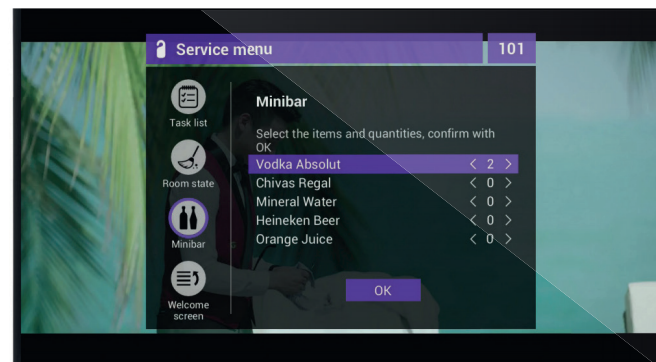 Service menu 101
Task list
Room state
Minibar
Welcome
screen
Minibar
Select the items and quantities, confirm with
OK
Vodka Absolut < 2 >
Chivas Regal < 0 >
Mineral Water < 0 >
Heineken Beer < 0 >
Orange Juice < 0 >
OK